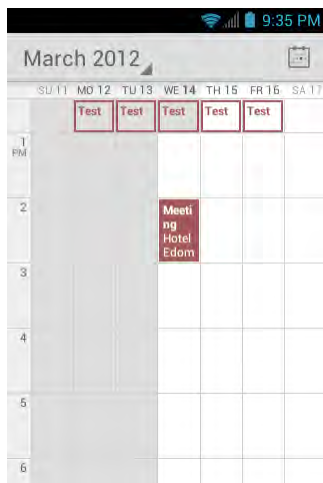 9:35 PM
March 2012
SU 11 MO 12 TU 13 WE 14 TH 15 FR 16 SA 17
Test Test Test Test Test
1
PM
2
Meeti
ng
Hotel
Edom
3
4
5
6